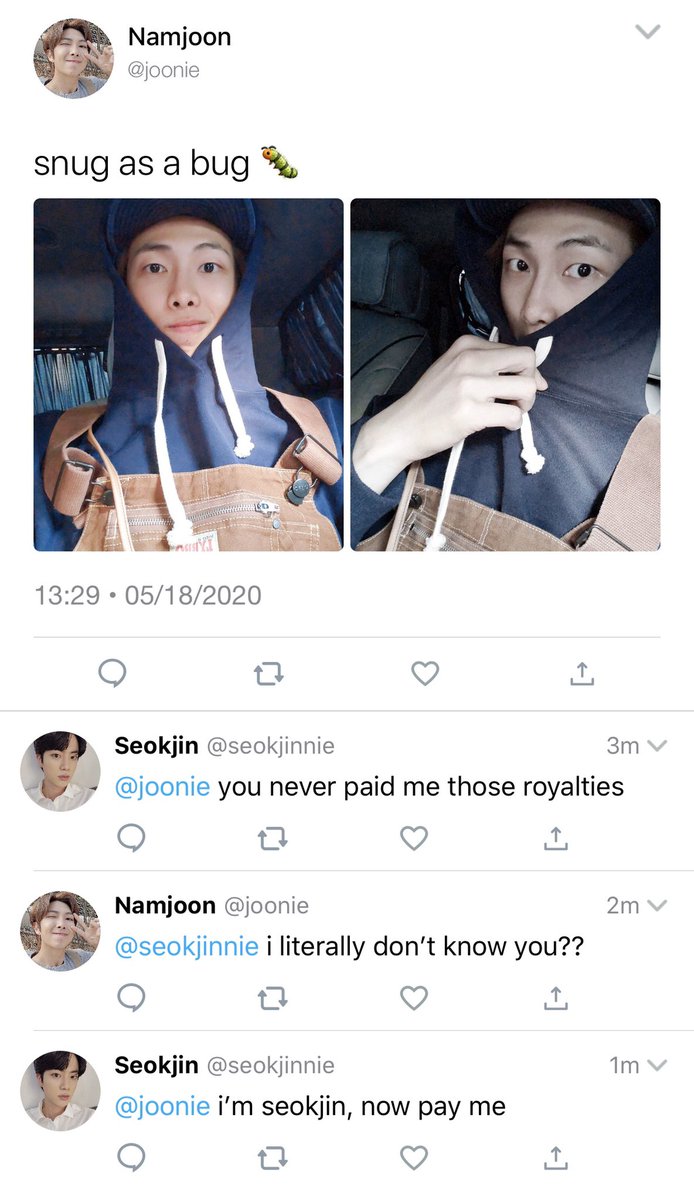 Namjoon
@joonie
snug as a bug 🐛
13:29 • 05/18/2020
Seokjin @seokjinnie 3m
@joonie you never paid me those royalties
Namjoon @joonie 2m
@seokjinnie i literally don’t know you??
Seokjin @seokjinnie 1m
@joonie i’m seokjin, now pay me